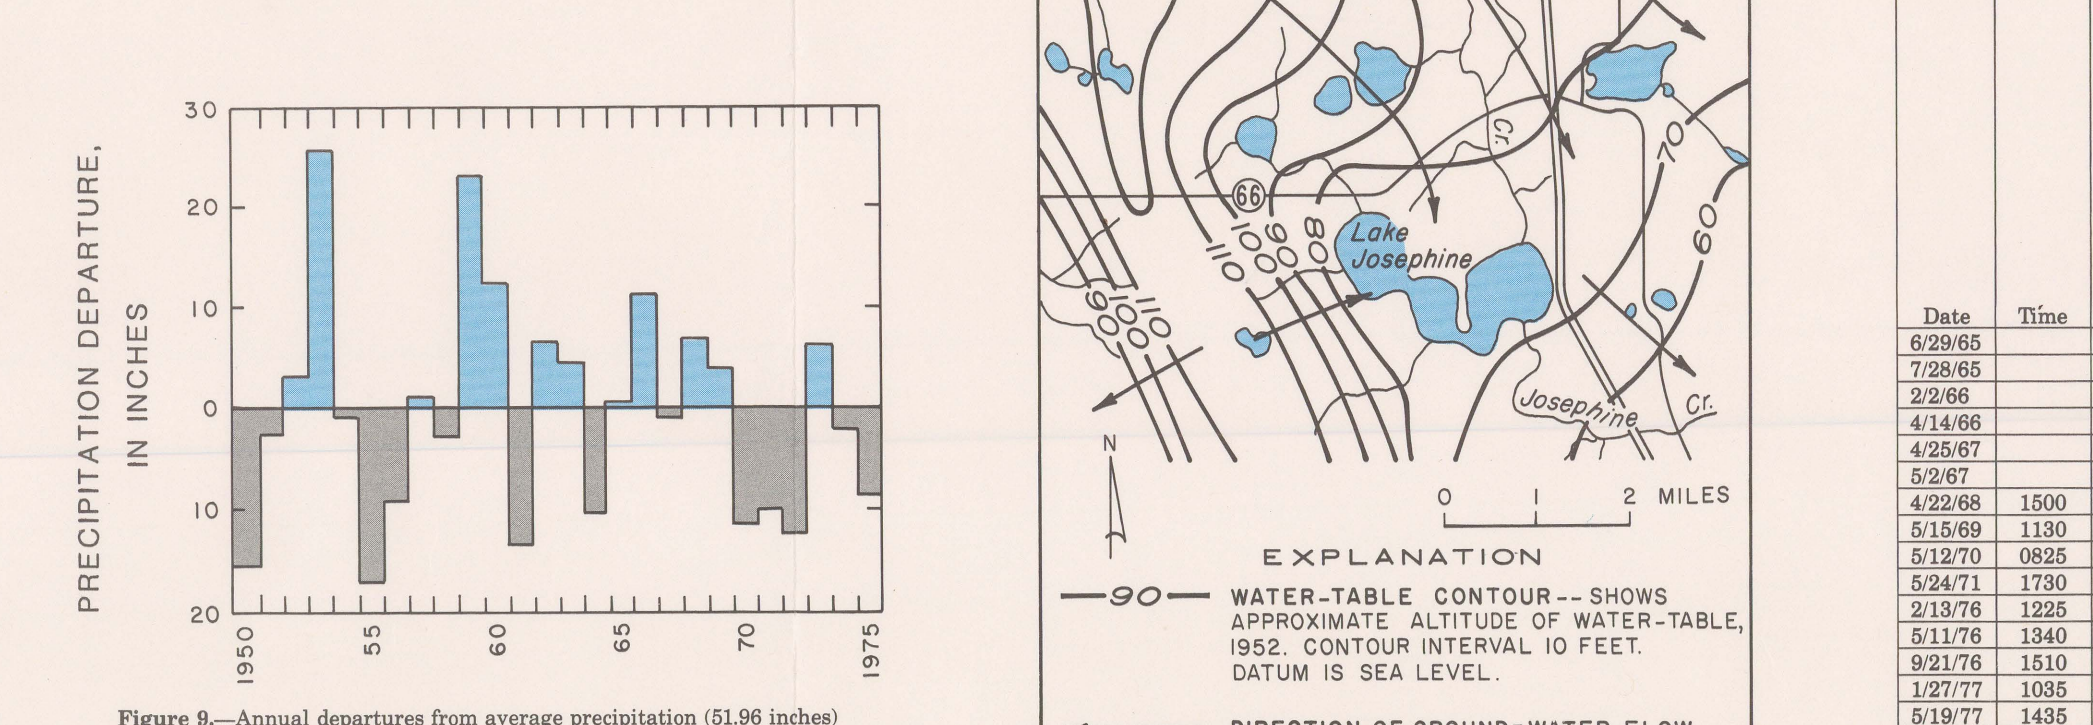 PRECIPITATION DEPARTURE,
IN INCHES
30
20
10
0
10
20
1950
55
60
65
70
1975
Figure 9.—Annual departures from average precipitation (51.96 inches)
Cr.
70
66
60
110
100
90
80
Lake
Josephine
90
100
110
Josephine Cr.
N
0 1 2 MILES
EXPLANATION
90
WATER-TABLE CONTOUR--SHOWS
APPROXIMATE ALTITUDE OF WATER-TABLE,
1952. CONTOUR INTERVAL 10 FEET.
DATUM IS SEA LEVEL.
DIRECTION OF GROUND-WATER FLOW
Date Time
6/29/65
7/28/65
2/2/66
4/14/66
4/25/67
5/2/67
4/22/68 1500
5/15/69 1130
5/12/70 0825
5/24/71 1730
2/13/76 1225
5/11/76 1340
9/21/76 1510
1/27/77 1035
5/19/77 1435